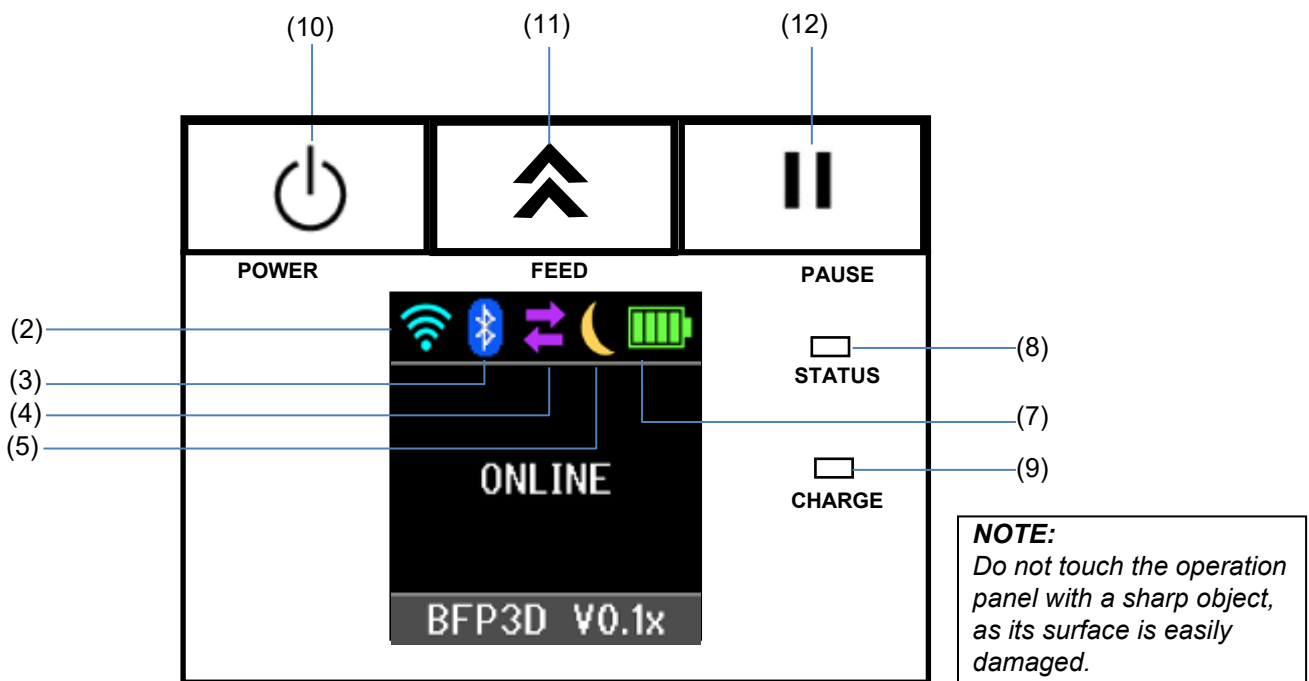 (10) (11) (12)
POWER FEED PAUSE
(2)
(8)
STATUS
(3)
(4)
(7)
(5)
ONLINE
(9)
CHARGE
BFP3D V0.1x
NOTE:
Do not touch the operation
panel with a sharp object,
as its surface is easily
damaged.